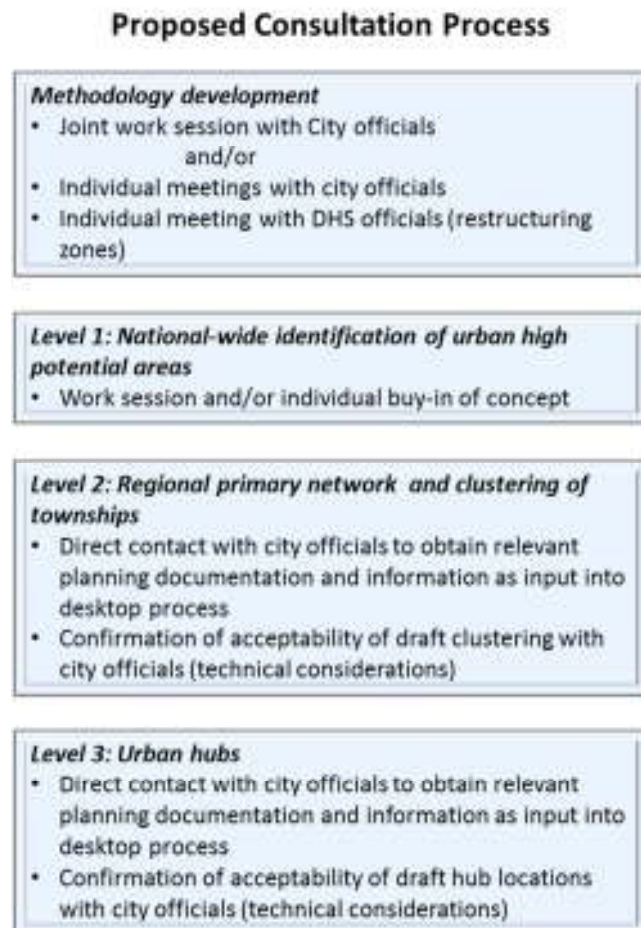 Proposed Consultation Process
Methodology development
• Joint work session with City officials
and/or
• Individual meetings with city officials
• Individual meeting with DHS officials (restructuring
zones)
Level 1: National-wide identification of urban high
potential areas
• Work session and/or individual buy-in of concept
Level 2: Regional primary network and clustering of
townships
• Direct contact with city officials to obtain relevant
planning documentation and information as input into
desktop process
• Confirmation of acceptability of draft clustering with
city officials (technical considerations)
Level 3: Urban hubs
• Direct contact with city officials to obtain relevant
planning documentation and information as input into
desktop process
• Confirmation of acceptability of draft hub locations
with city officials (technical considerations)